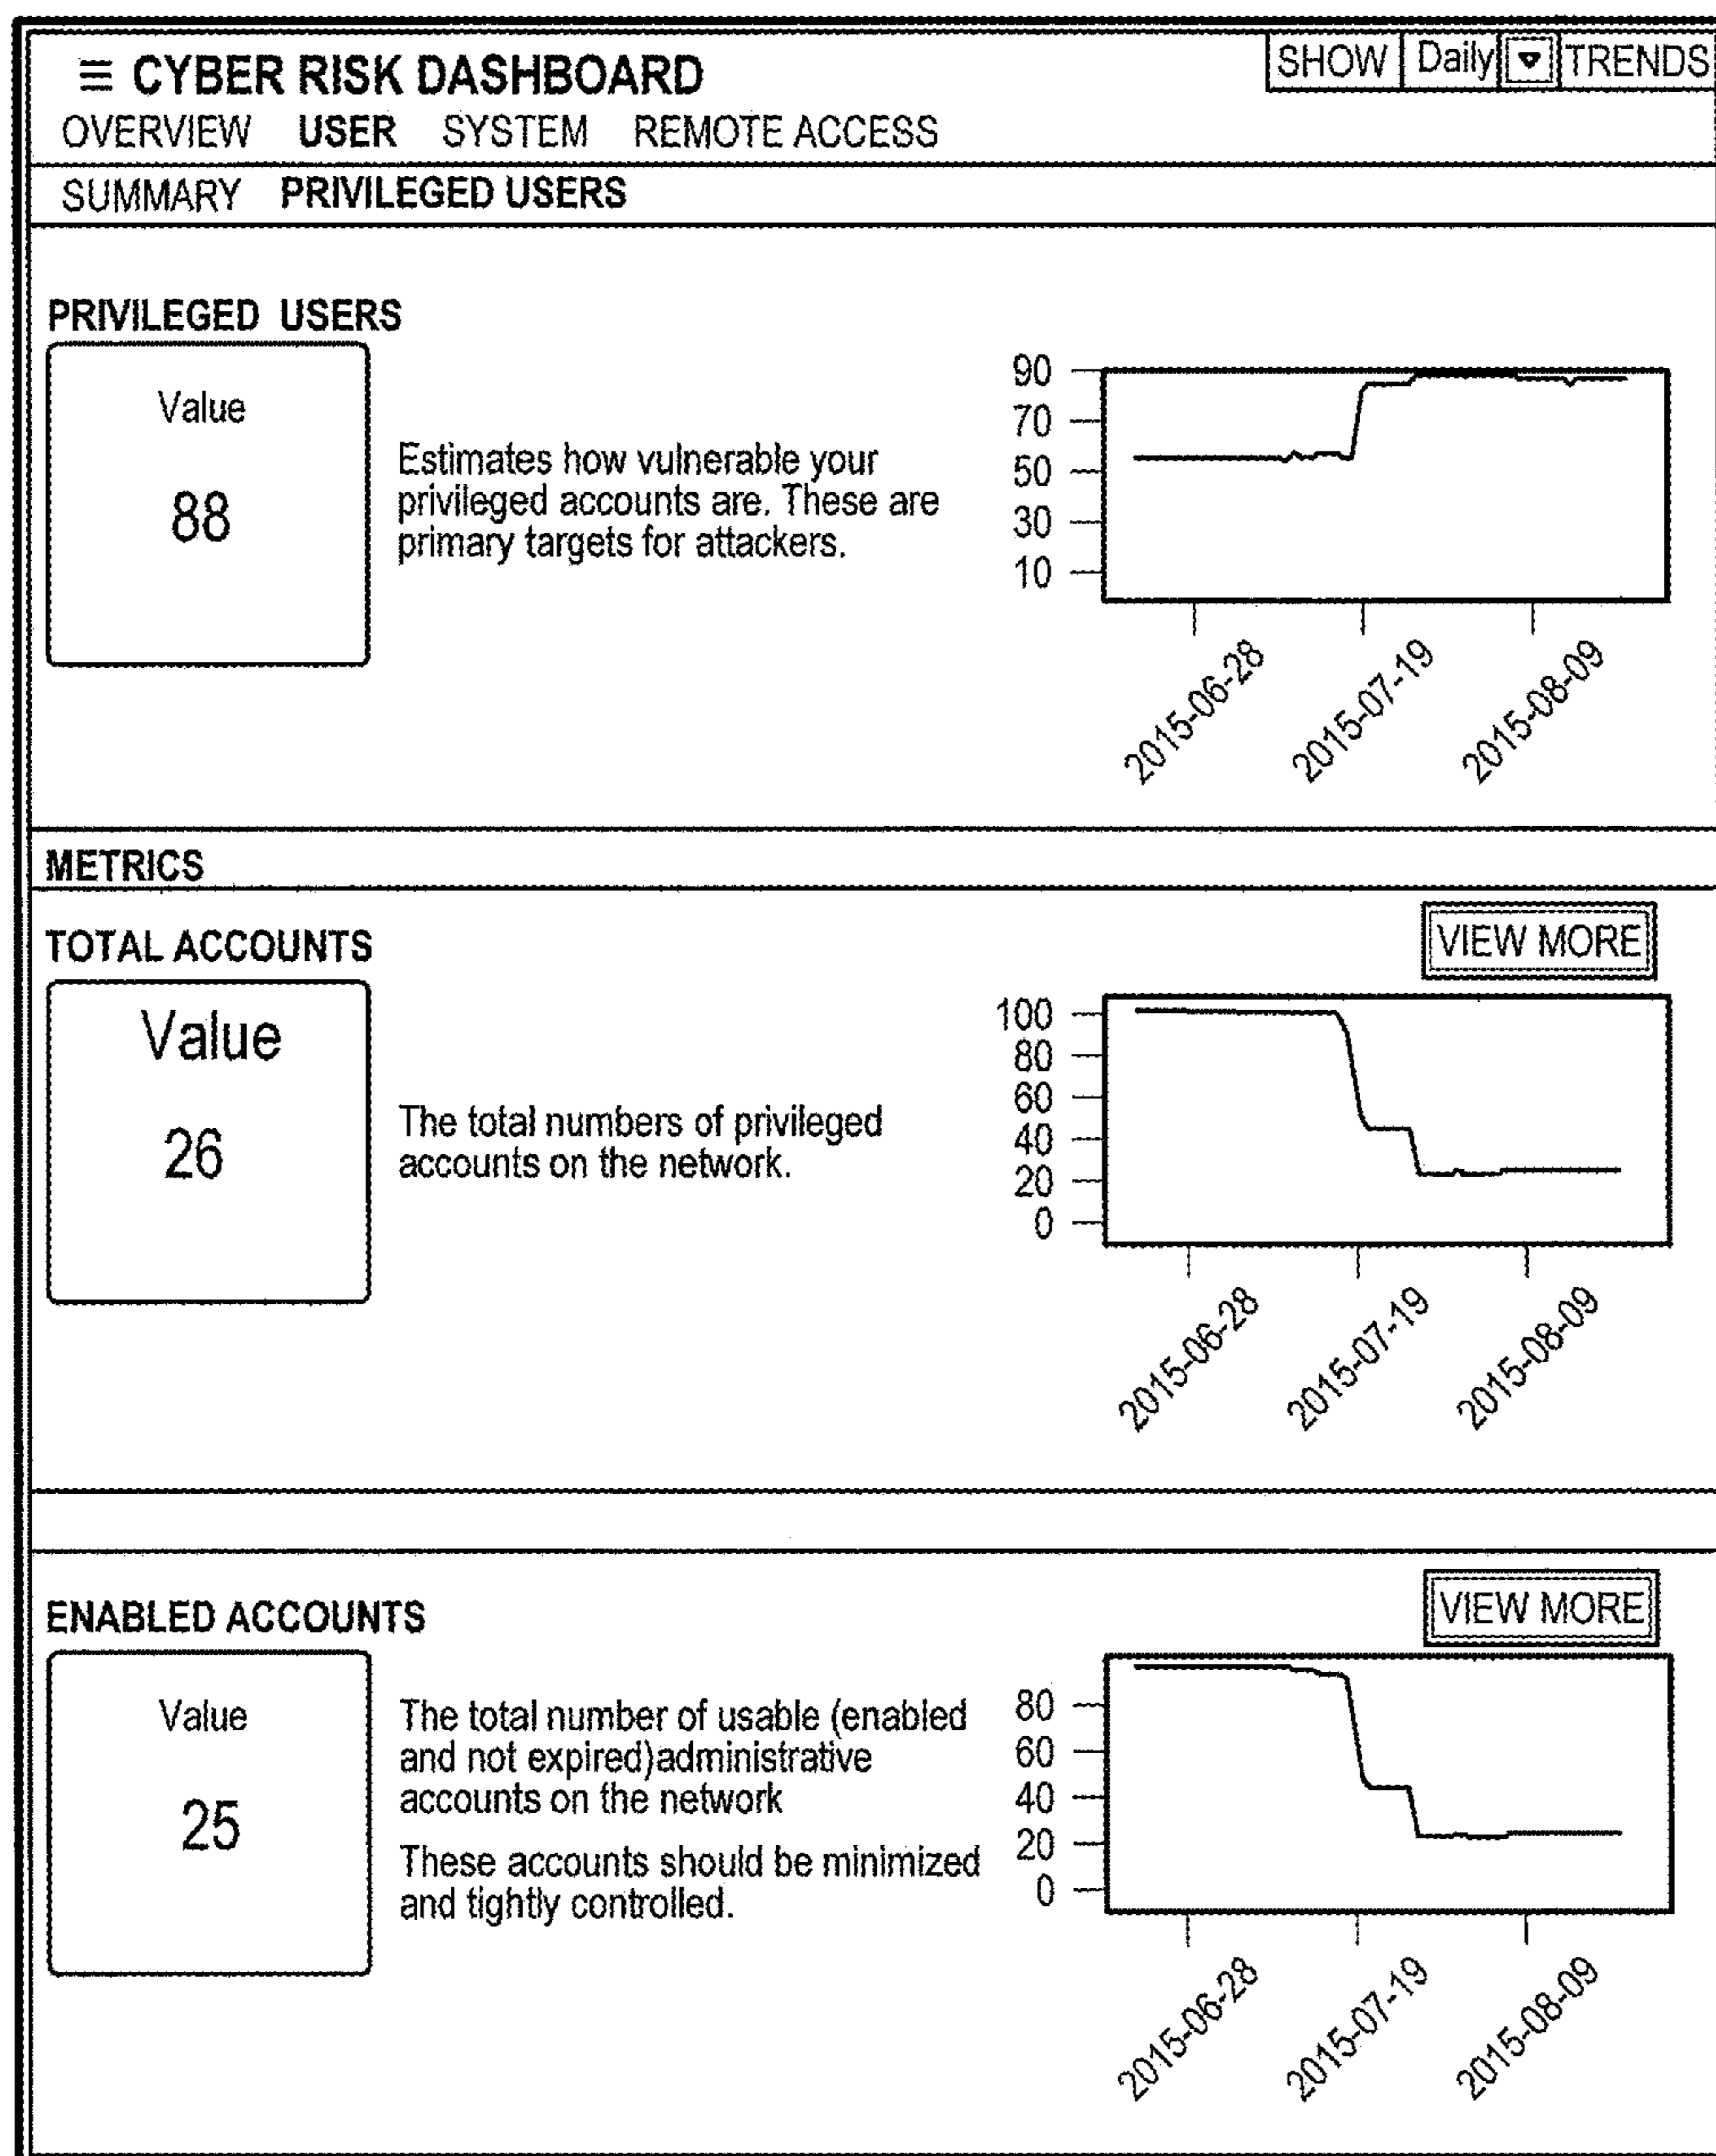 ≡ CYBER RISK DASHBOARD
SHOW Daily TRENDS
OVERVIEW USER SYSTEM REMOTE ACCESS
SUMMARY PRIVILEGED USERS
PRIVILEGED USERS
Value
88
Estimates how vulnerable your
privileged accounts are. These are
primary targets for attackers.
90
70
50
30
10
2015-06-28
2015-07-19
2015-08-09
METRICS
TOTAL ACCOUNTS
VIEW MORE
Value
26
The total numbers of privileged
accounts on the network.
100
80
60
40
20
0
2015-06-28
2015-07-19
2015-08-09
ENABLED ACCOUNTS
VIEW MORE
Value
25
The total number of usable (enabled
and not expired)administrative
accounts on the network
These accounts should be minimized
and tightly controlled.
80
60
40
20
0
2015-06-28
2015-07-19
2015-08-09